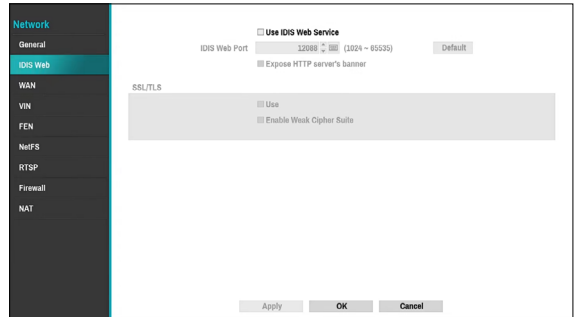 Network
General
IDIS Web
WAN
VIN
FEN
NetFS
RTSP
Firewall
NAT
Use IDIS Web Service
IDIS Web Port 12088 (1024 ~ 65535) Default
Expose HTTP server's banner
SSL/TLS
Use
Enable Weak Cipher Suite
Apply OK Cancel